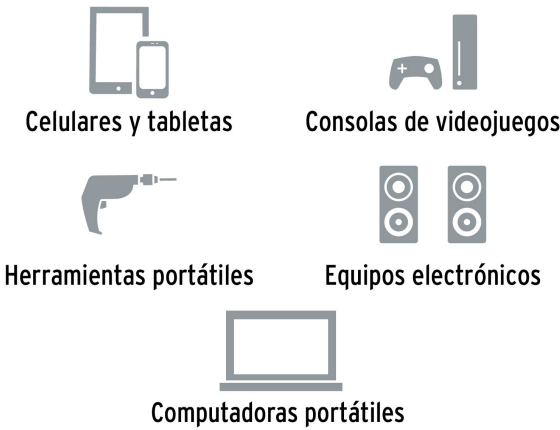 Celulares y tabletas
Consolas de videojuegos
Herramientas portátiles
Equipos electrónicos
Computadoras portátiles